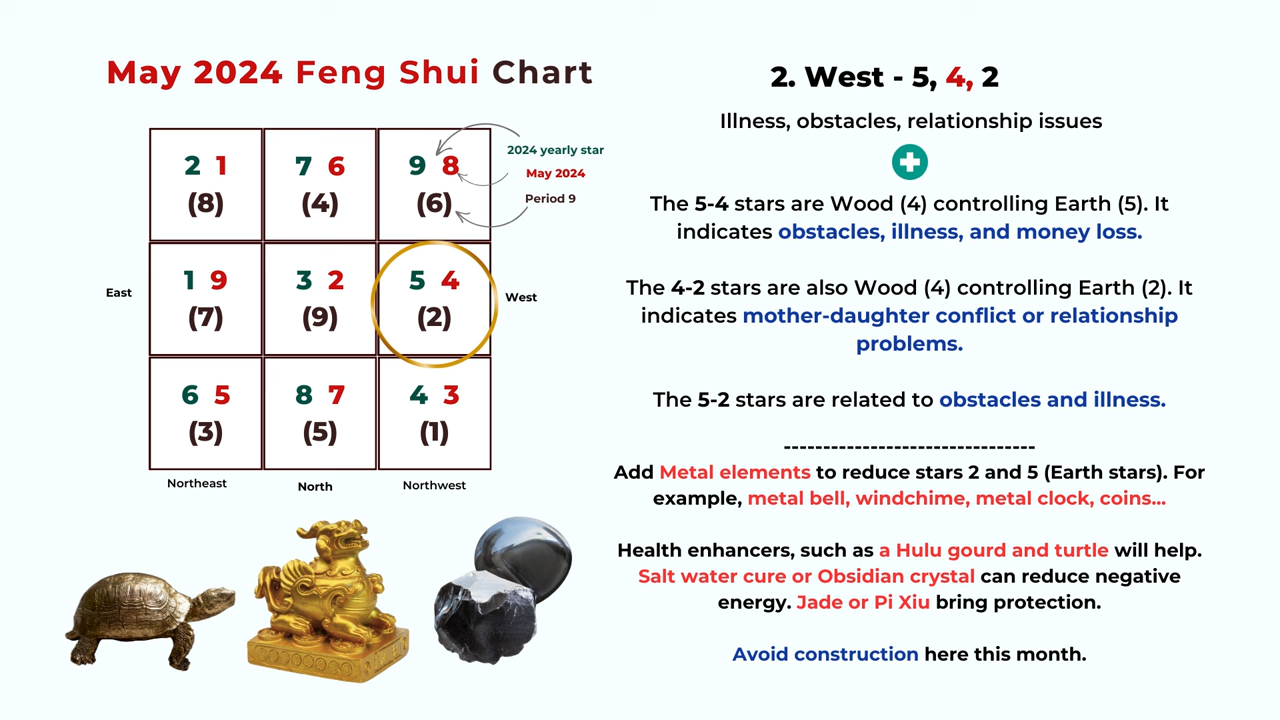 May 2024 Feng Shui Chart
2 1
(8)
7 6
(4)
9 8
(6)
2024 yearly star
May 2024
Period 9
East
1 9
(7)
3 2
(9)
5 4
(2)
West
6 5
(3)
8 7
(5)
4 3
(1)
Northeast
North
Northwest
2. West - 5, 4, 2
Illness, obstacles, relationship issues
The 5-4 stars are Wood (4) controlling Earth (5). It
indicates obstacles, illness, and money loss.
The 4-2 stars are also Wood (4) controlling Earth (2). It
indicates mother-daughter conflict or relationship
problems.
The 5-2 stars are related to obstacles and illness.
--------------------------------
Add Metal elements to reduce stars 2 and 5 (Earth stars). For
example, metal bell, windchime, metal clock, coins...
Health enhancers, such as a Hulu gourd and turtle will help.
Salt water cure or Obsidian crystal can reduce negative
energy. Jade or Pi Xiu bring protection.
Avoid construction here this month.